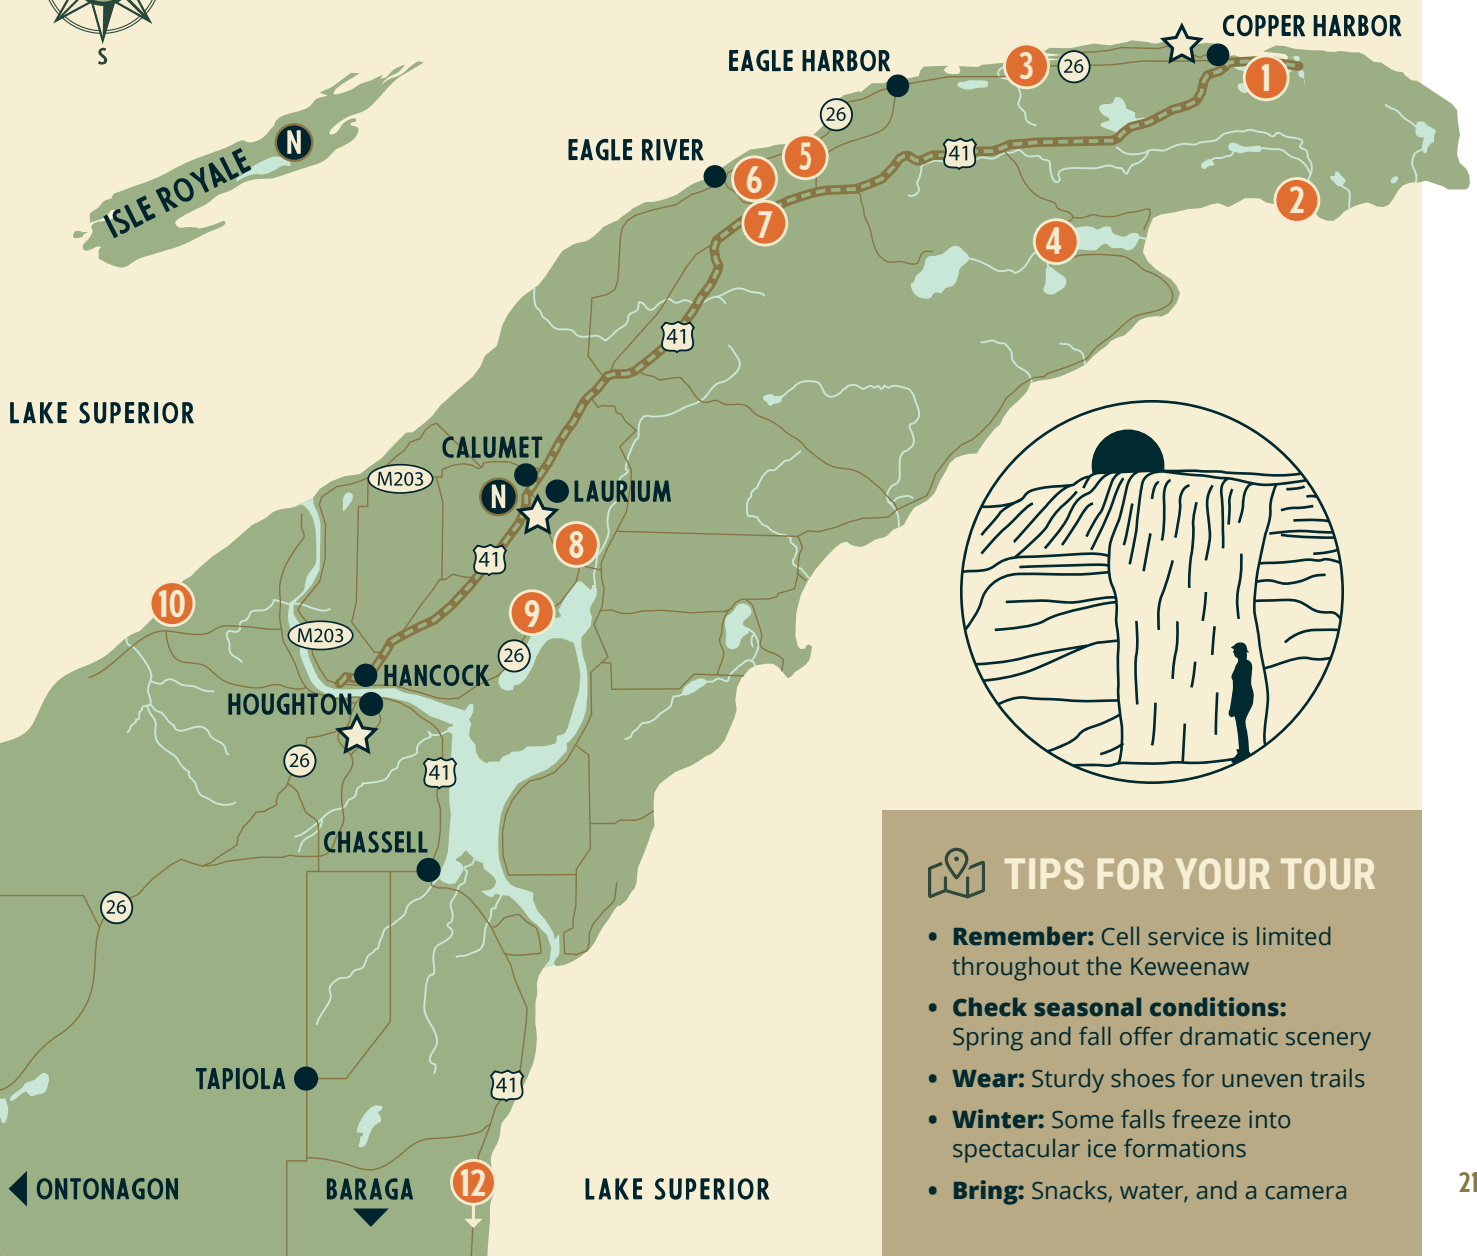 S
COPPER HARBOR
EAGLE HARBOR
3
26
1
26
N
EAGLE RIVER
5
41
ISLE ROYALE
6
2
7
4
41
LAKE SUPERIOR
CALUMET
M203
N
LAURIUM
41
8
10
9
M203
26
HANCOCK
HOUGHTON
26
41
CHASSELL
26
TAPIOLA
41
ONTONAGON
BARAGA
12
LAKE SUPERIOR
TIPS FOR YOUR TOUR
• Remember: Cell service is limited
throughout the Keweenaw
• Check seasonal conditions:
Spring and fall offer dramatic scenery
• Wear: Sturdy shoes for uneven trails
• Winter: Some falls freeze into
spectacular ice formations
• Bring: Snacks, water, and a camera
21